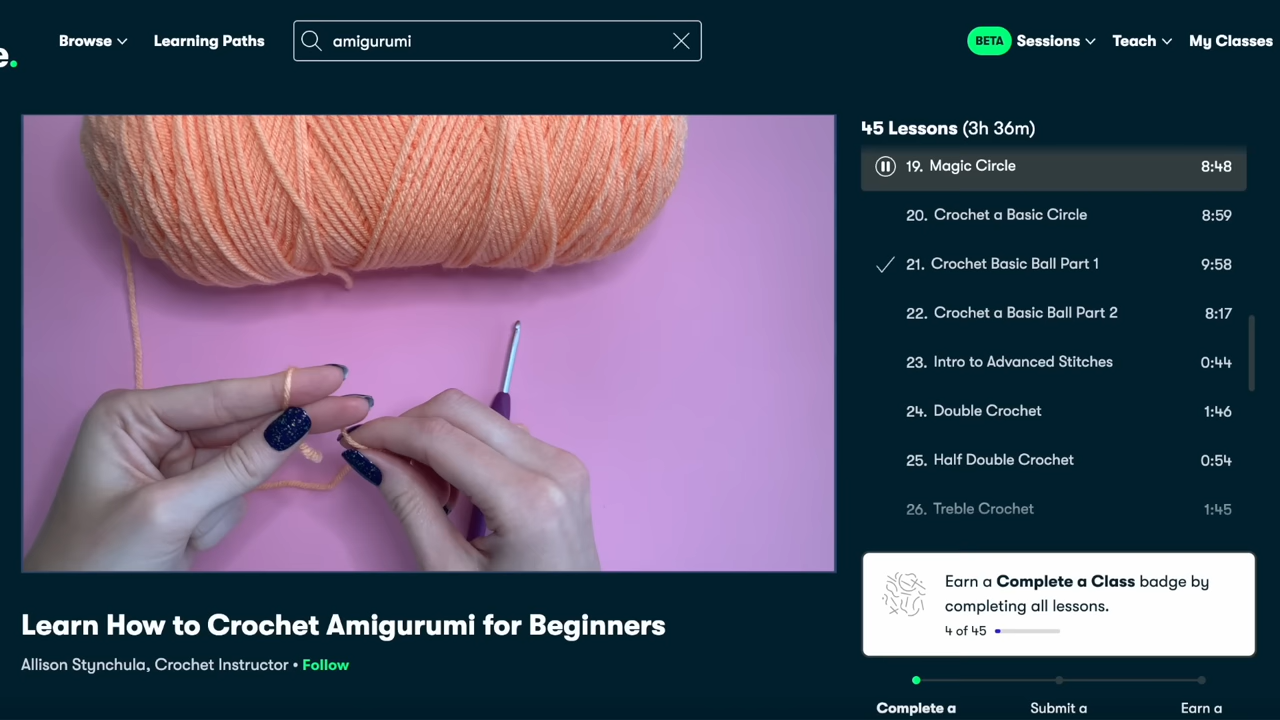 e.
Browse
Learning Paths
amigurumi
BETA Sessions
Teach
My Classes
45 Lessons (3h 36m)
19. Magic Circle 8:48
20. Crochet a Basic Circle 8:59
21. Crochet Basic Ball Part 1 9:58
22. Crochet a Basic Ball Part 2 8:17
23. Intro to Advanced Stitches 0:44
24. Double Crochet 1:46
25. Half Double Crochet 0:54
26. Treble Crochet 1:45
Earn a Complete a Class badge by
completing all lessons.
4 of 45
Complete a
Submit a
Earn a
Learn How to Crochet Amigurumi for Beginners
Allison Stynchula, Crochet Instructor • Follow